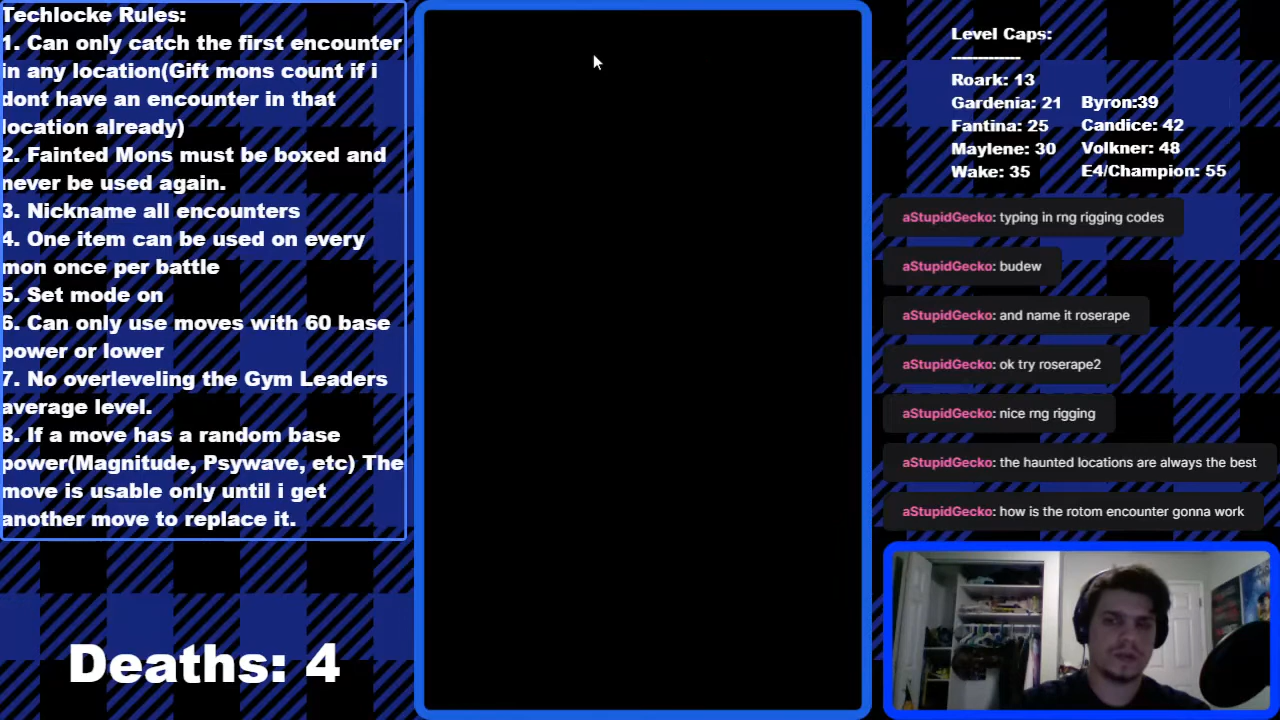 Techlocke Rules:
1. Can only catch the first encounter
in any location(Gift mons count if i
dont have an encounter in that
location already)
2. Fainted Mons must be boxed and
never be used again.
3. Nickname all encounters
4. One item can be used on every
mon once per battle
5. Set mode on
6. Can only use moves with 60 base
power or lower
7. No overleveling the Gym Leaders
average level.
8. If a move has a random base
power(Magnitude, Psywave, etc) The
move is usable only until i get
another move to replace it.
Deaths: 4
Level Caps:
-------------
Roark: 13
Gardenia: 21
Fantina: 25
Maylene: 30
Wake: 35
Byron:39
Candice: 42
Volkner: 48
E4/Champion: 55
aStupidGecko: typing in rng rigging codes
aStupidGecko: budew
aStupidGecko: and name it roserape
aStupidGecko: ok try roserape2
aStupidGecko: nice rng rigging
aStupidGecko: the haunted locations are always the best
aStupidGecko: how is the rotom encounter gonna work